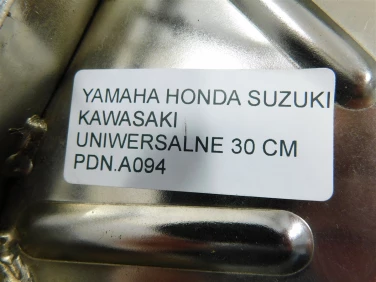 YAMAHA HONDA SUZUKI
KAWASAKI
UNIWERSALNE 30 CM
PDN.A094